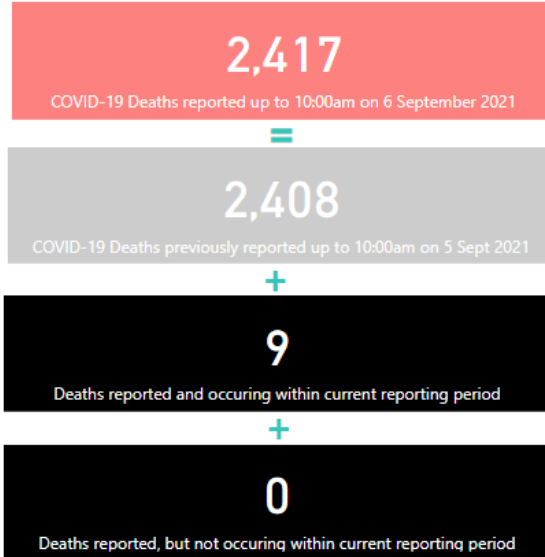 2,417
COVID-19 Deaths reported up to 10:00am on 6 September 2021
=
2,408
COVID-19 Deaths previously reported up to 10:00am on 5 Sept 2021
+
9
Deaths reported and occuring within current reporting period
+
0
Deaths reported, but not occuring within current reporting period